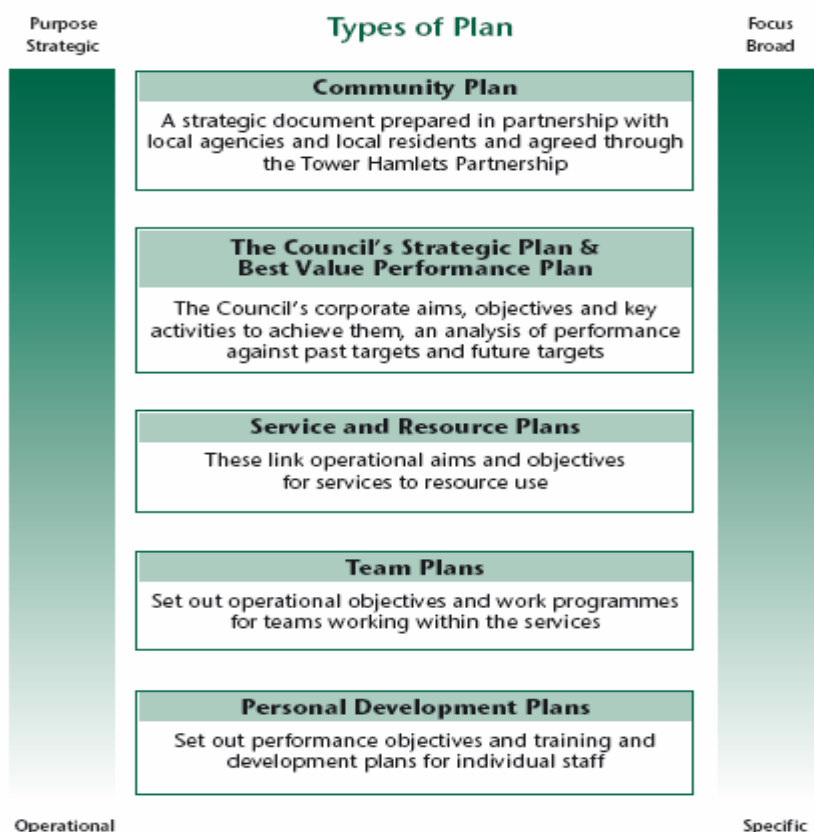 Purpose
Strategic
Types of Plan
Focus
Broad
Community Plan
A strategic document prepared in partnership with
local agencies and local residents and agreed through
the Tower Hamlets Partnership
The Council's Strategic Plan &
Best Value Performance Plan
The Council's corporate aims, objectives and key
activities to achieve them, an analysis of performance
against past targets and future targets
Service and Resource Plans
These link operational aims and objectives
for services to resource use
Team Plans
Set out operational objectives and work programmes
for teams working within the services
Personal Development Plans
Set out performance objectives and training and
development plans for individual staff
Operational
Specific